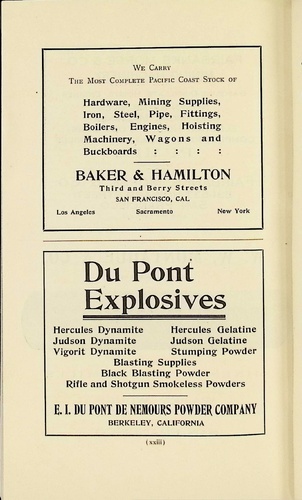 WE CARRY
THE MOST COMPLETE PACIFIC COAST STOCK OF
Hardware, Mining Supplies,
Iron, Steel, Pipe, Fittings,
Boilers, Engines, Hoisting
Machinery, Wagons and
Buckboards : : : :
BAKER & HAMILTON
Third and Berry Streets
SAN FRANCISCO, CAL.
Los Angeles Sacramento New York
Du Pont
Explosives
Hercules Dynamite Hercules Gelatine
Judson Dynamite Judson Gelatine
Vigorit Dynamite Stumping Powder
Blasting Supplies
Black Blasting Powder
Rifle and Shotgun Smokeless Powders
E. I. DU PONT DE NEMOURS POWDER COMPANY
BERKELEY, CALIFORNIA
(xxiii)